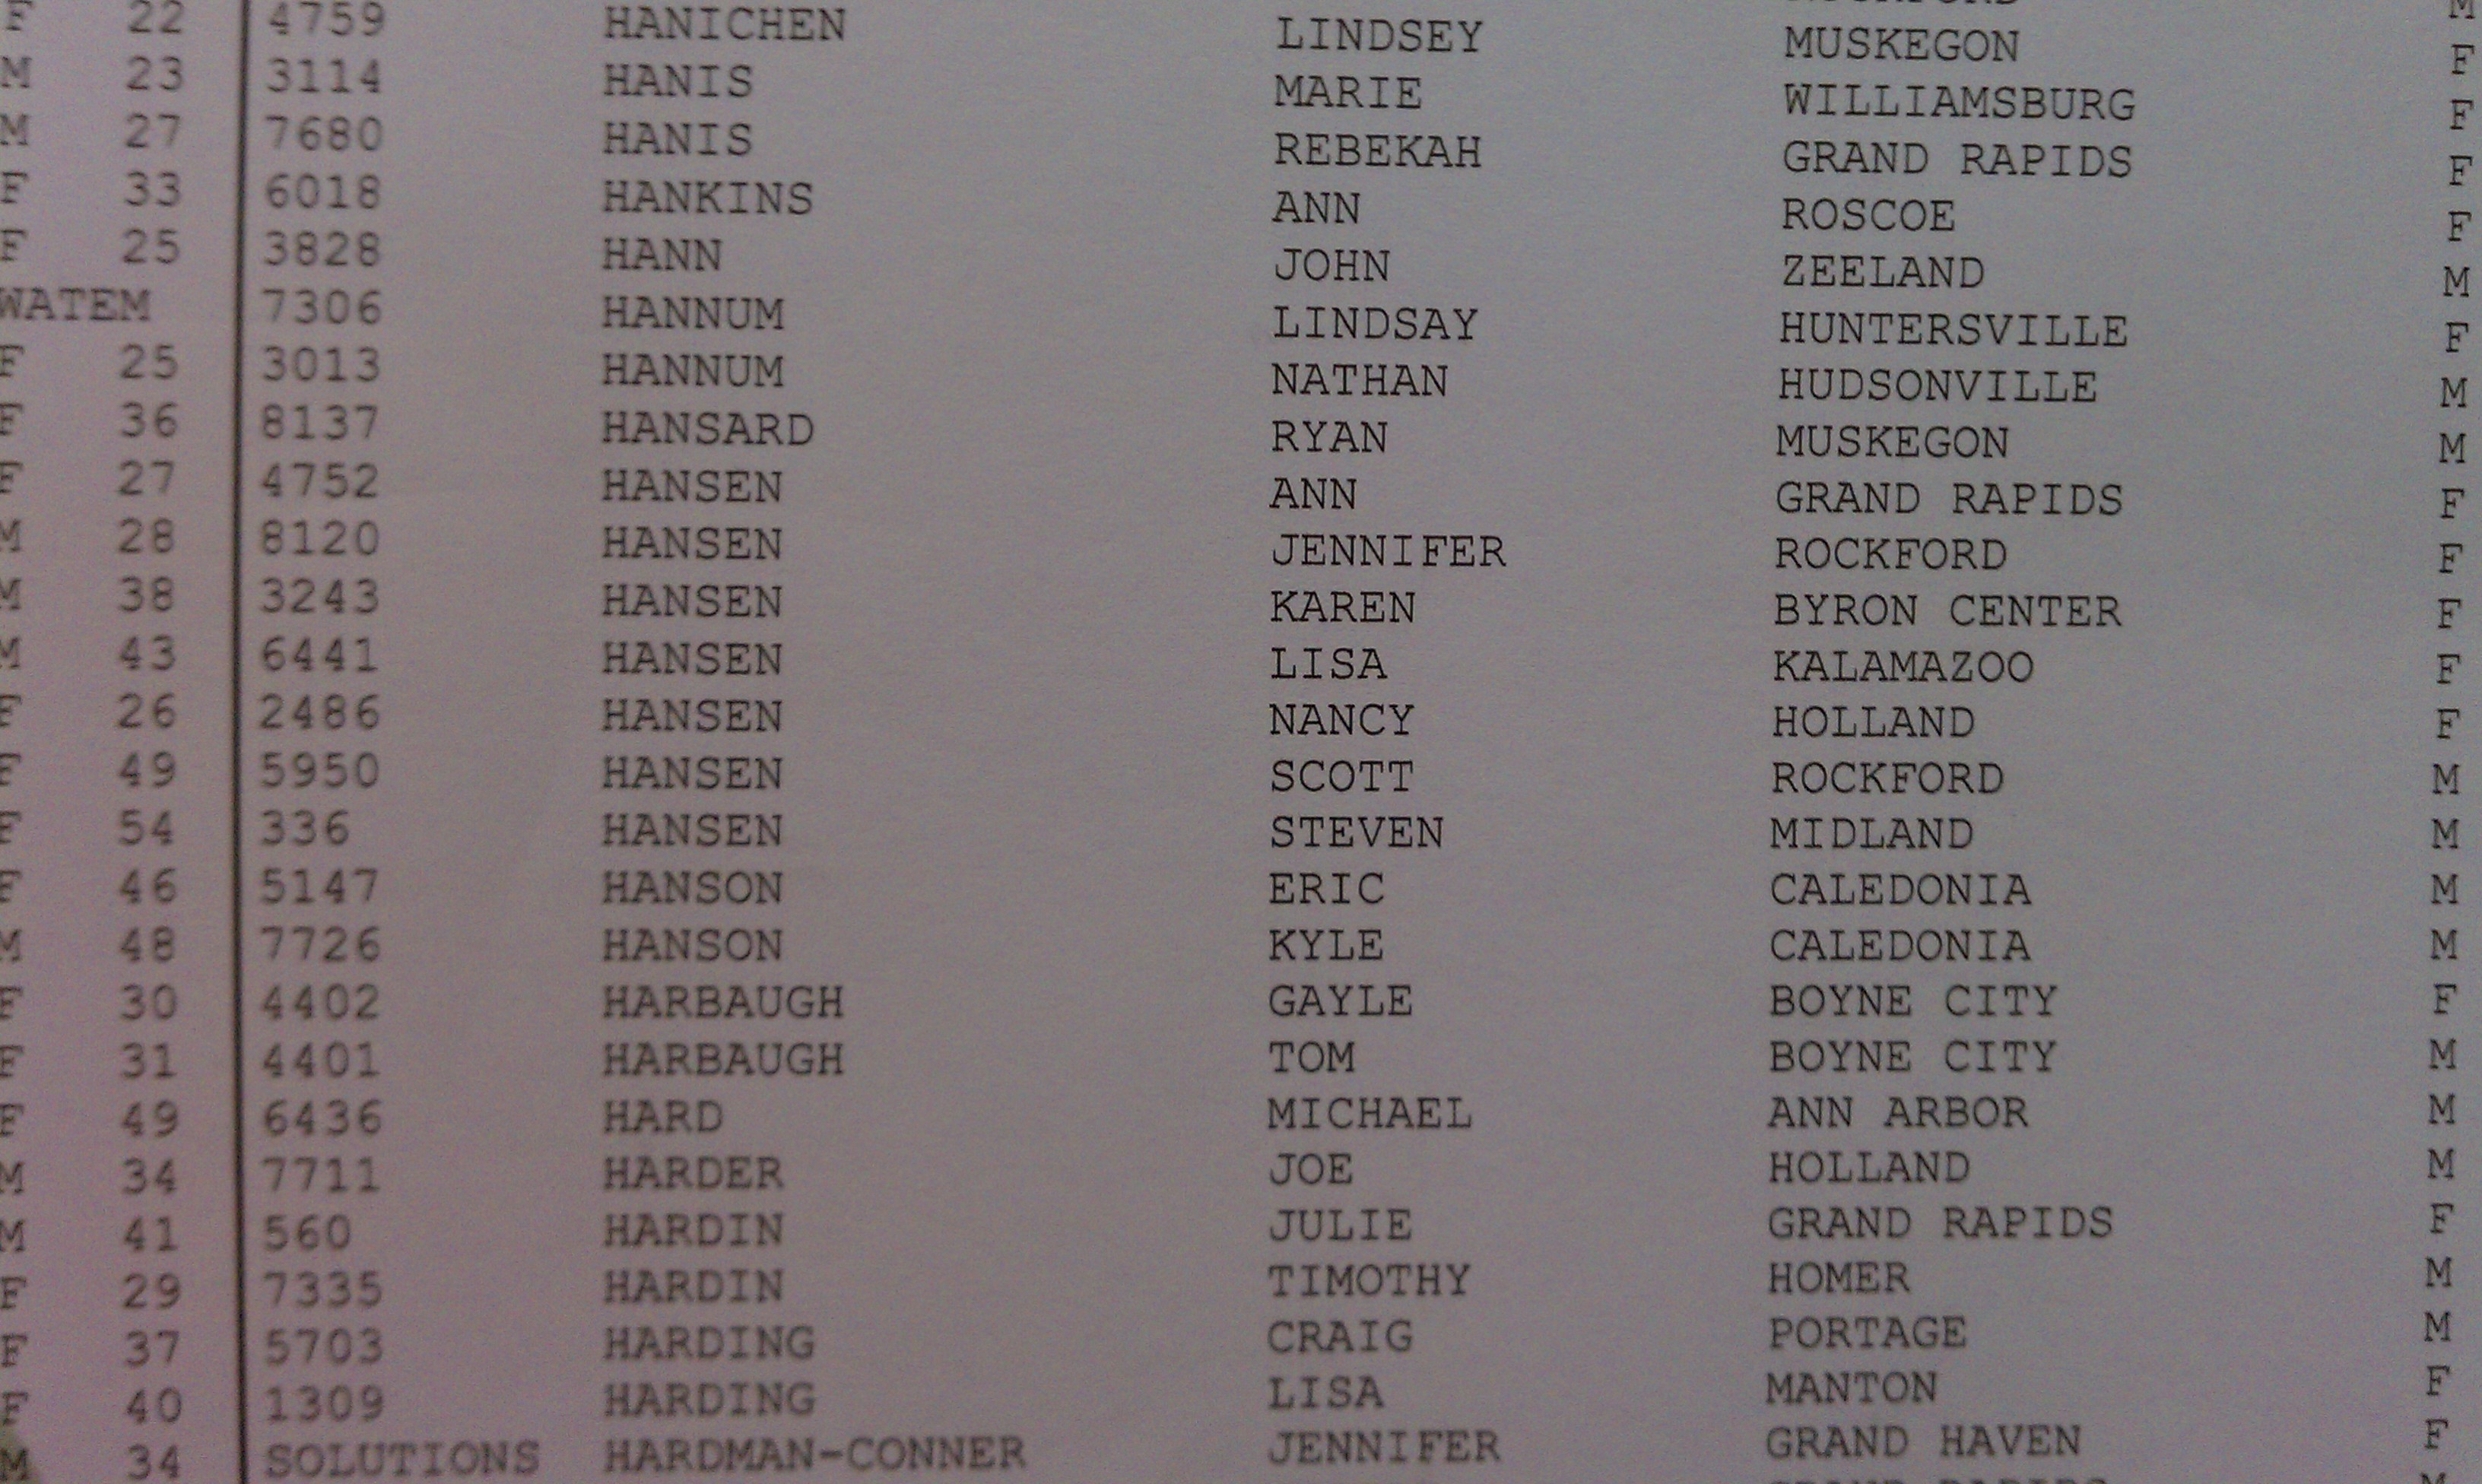 F 22 4759 HANICHEN LINDSEY MUSKEGON F
M 23 3114 HANIS MARIE WILLIAMSBURG F
M 27 7680 HANIS REBEKAH GRAND RAPIDS F
F 33 6018 HANKINS ANN ROSCOE F
F 25 3828 HANN JOHN ZEELAND M
WATEM 7306 HANNUM LINDSAY HUNTERSVILLE F
F 25 3013 HANNUM NATHAN HUDSONVILLE M
F 36 8137 HANSARD RYAN MUSKEGON M
F 27 4752 HANSEN ANN GRAND RAPIDS F
M 28 8120 HANSEN JENNIFER ROCKFORD F
M 38 3243 HANSEN KAREN BYRON CENTER F
M 43 6441 HANSEN LISA KALAMAZOO F
F 26 2486 HANSEN NANCY HOLLAND F
F 49 5950 HANSEN SCOTT ROCKFORD M
F 54 336 HANSEN STEVEN MIDLAND M
F 46 5147 HANSON ERIC CALEDONIA M
M 48 7726 HANSON KYLE CALEDONIA M
F 30 4402 HARBAUGH GAYLE BOYNE CITY F
F 31 4401 HARBAUGH TOM BOYNE CITY M
F 49 6436 HARD MICHAEL ANN ARBOR M
M 34 7711 HARDER JOE HOLLAND M
M 41 560 HARDIN JULIE GRAND RAPIDS F
F 29 7335 HARDIN TIMOTHY HOMER M
F 37 5703 HARDING CRAIG PORTAGE M
F 40 1309 HARDING LISA MANTON F
M 34 SOLUTIONS HARDMAN-CONNER JENNIFER GRAND HAVEN F